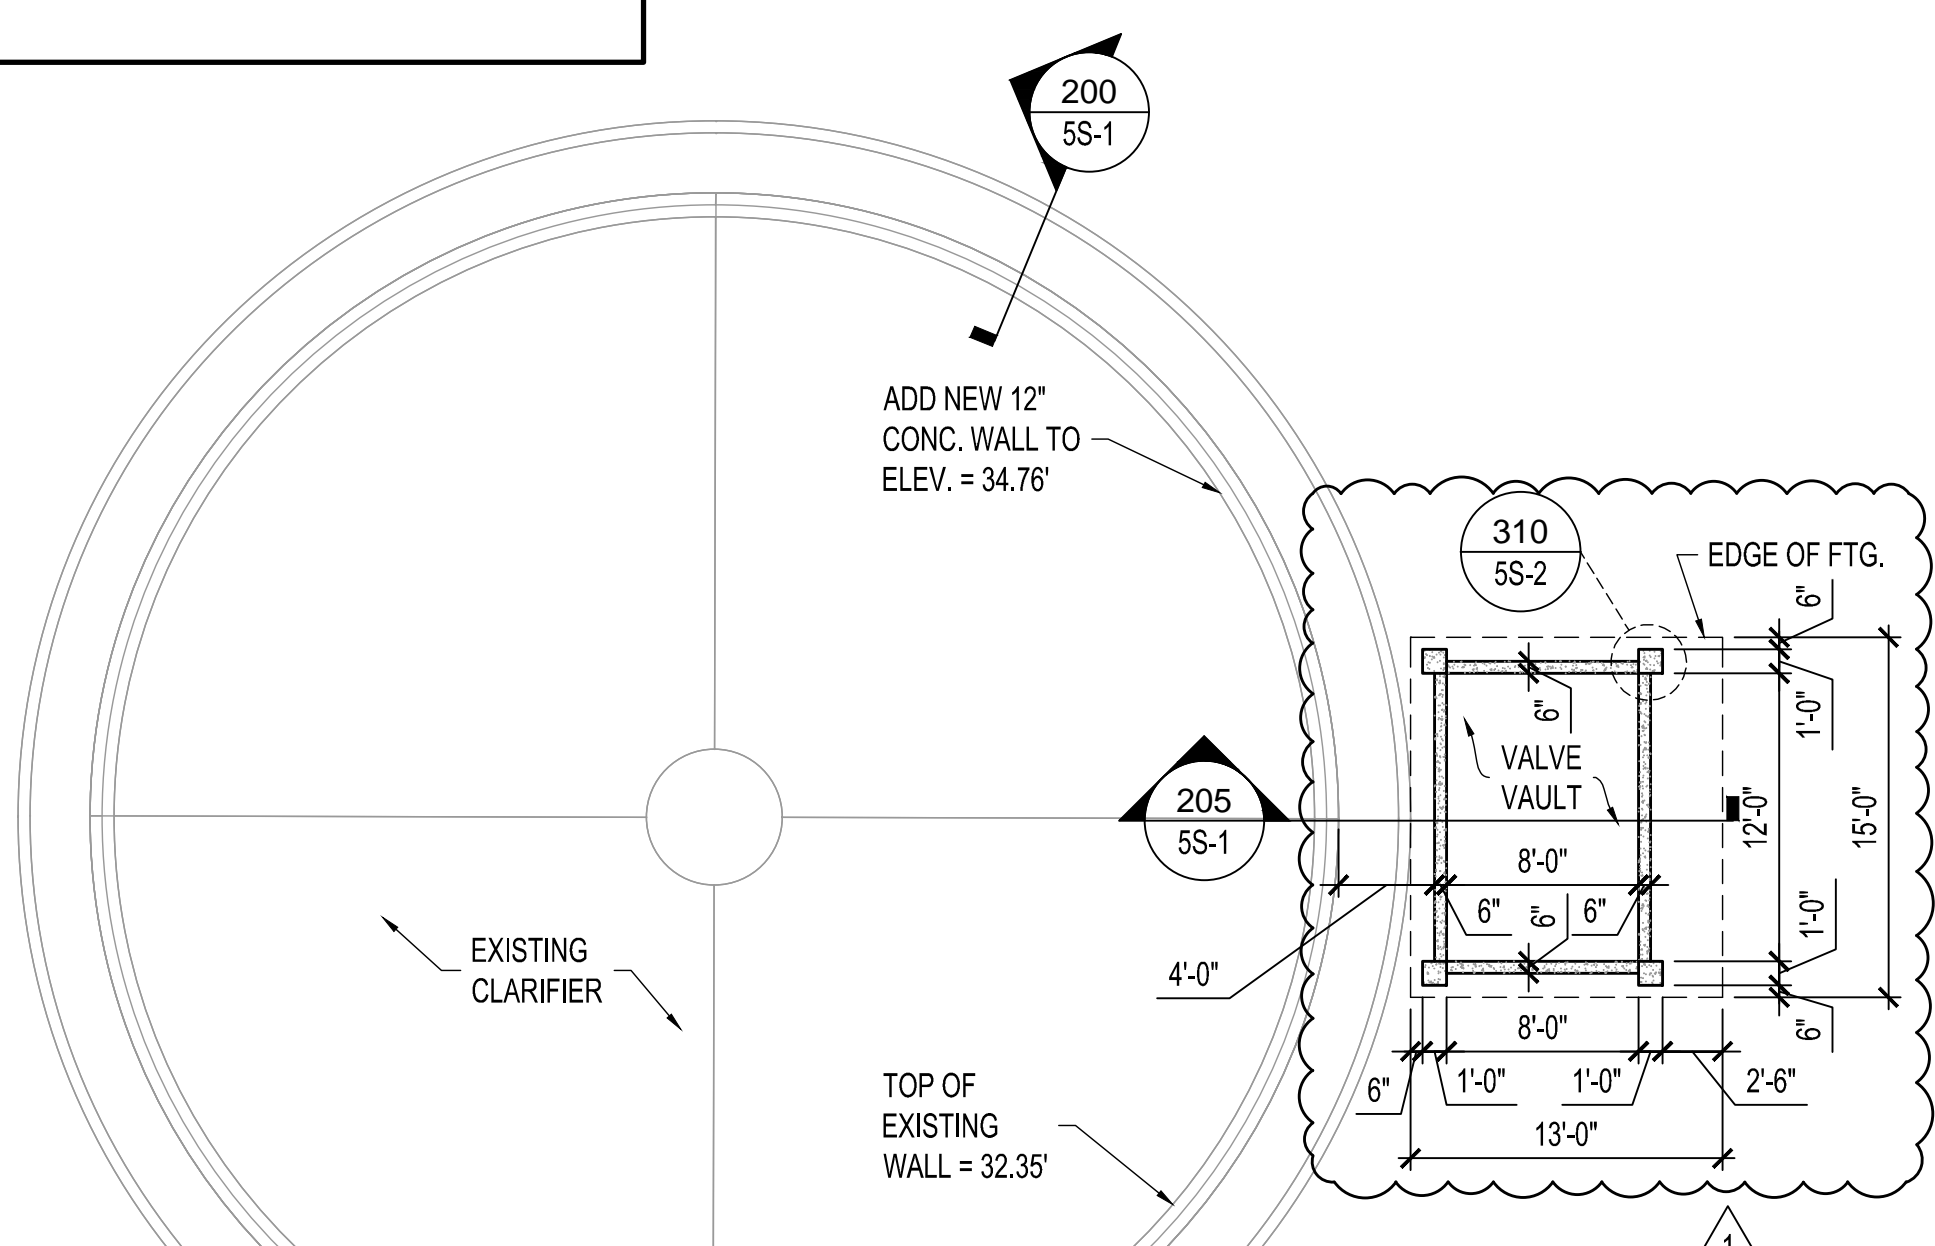 200
5S-1
ADD NEW 12"
CONC. WALL TO
ELEV. = 34.76'
310
5S-2
EDGE OF FTG.
6"
1'-0"
6"
VALVE
VAULT
12'-0"
15'-0"
205
5S-1
8'-0"
6"
6"
6"
1'-0"
EXISTING
CLARIFIER
4'-0"
8'-0"
6"
6"
1'-0"
1'-0"
2'-6"
13'-0"
TOP OF
EXISTING
WALL = 32.35'
1